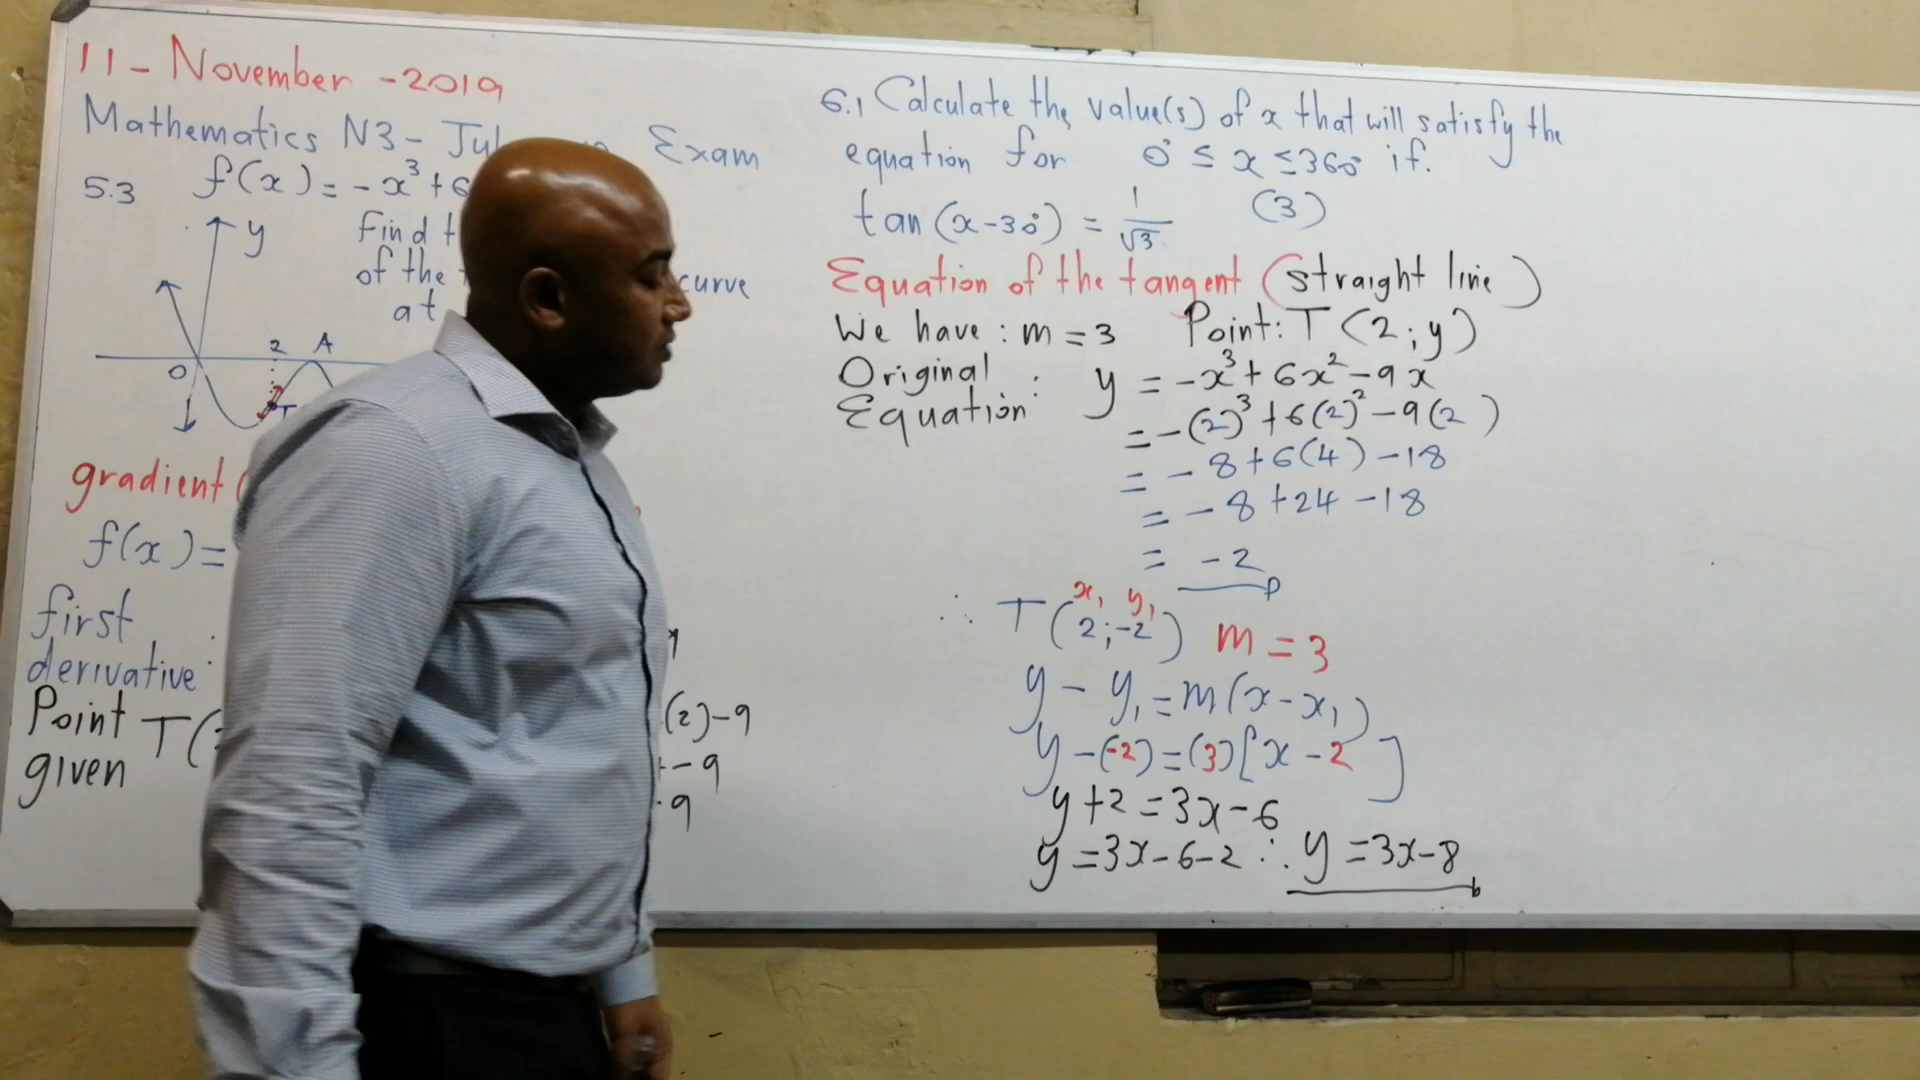 11 - November - 2019
Mathematics N3 - Exam
5.3 f(x) = - x³ + 6
y
Find
of the curve
at
2 A
O
T
gradient (
f(x) =
first
derivative :
Point T( (2) - 9
given - 9
- 9
6.1 Calculate the value(s) of x that will satisfy the
equation for 0° ≤ x ≤ 360° if.
tan (x - 30°) = 1/√3 (3)
Equation of the tangent (straight line)
We have : m = 3 Point: T (2 ; y)
Original
Equation : y = - x³ + 6x² - 9x
= - (2)³ + 6(2)² - 9(2 )
= - 8 + 6(4) - 18
= - 8 + 24 - 18
= - 2
x₁ y₁
∴ T(2 ; -2) m = 3
y - y₁ = m(x - x₁)
y - (-2) = (3)[x - 2 ]
y + 2 = 3x - 6
y = 3x - 6 - 2 ∴ y = 3x - 8